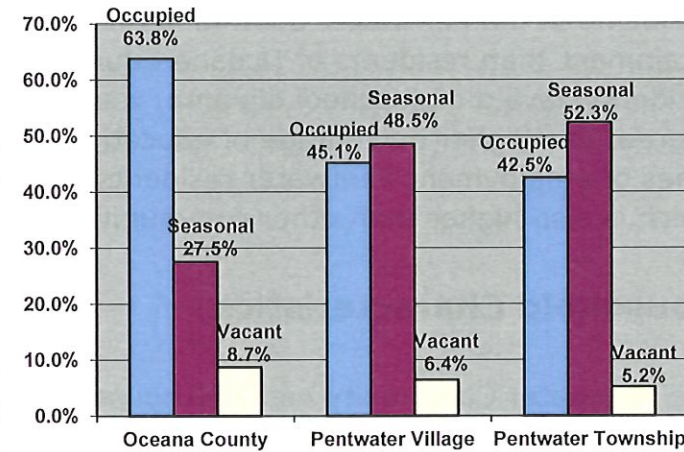 70.0%
60.0%
50.0%
40.0%
30.0%
20.0%
10.0%
0.0%
Occupied
63.8%
Seasonal
27.5%
Vacant
8.7%
Occupied
45.1%
Seasonal
48.5%
Vacant
6.4%
Occupied
42.5%
Seasonal
52.3%
Vacant
5.2%
Oceana County
Pentwater Village
Pentwater Township